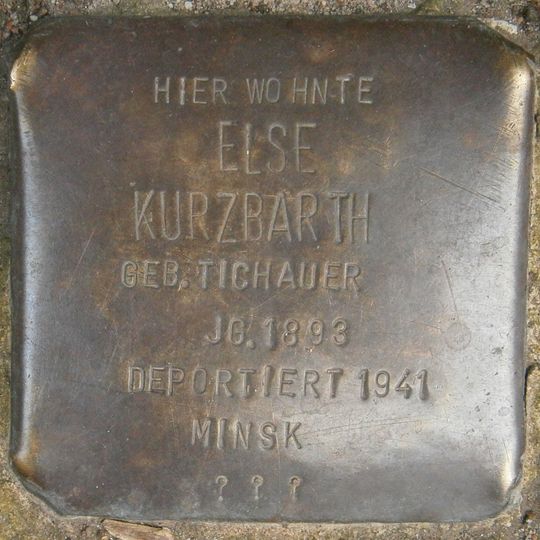 HIER WOHNTE
ELSE
KURZBARTH
GEB. TICHAUER
JG. 1893
DEPORTIERT 1941
MINSK
? ? ?